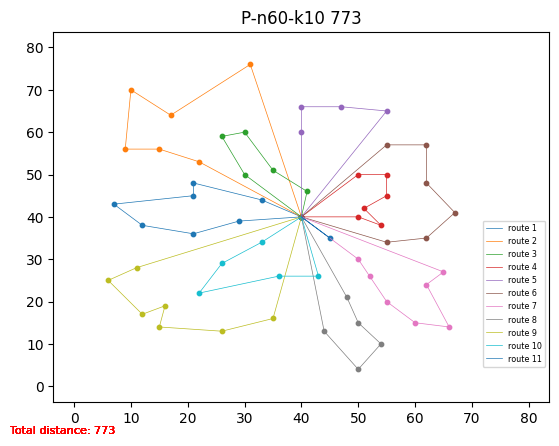 P-n60-k10 773
80
70
60
50
40
30
20
10
0
route 1
route 2
route 3
route 4
route 5
route 6
route 7
route 8
route 9
route 10
route 11
0 10 20 30 40 50 60 70 80
Total distance: 773